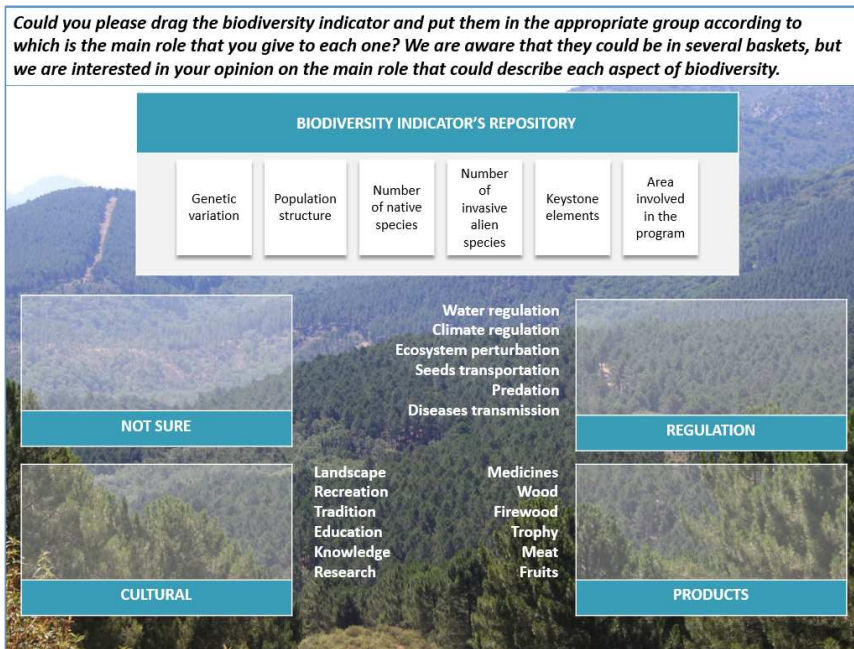 Could you please drag the biodiversity indicator and put them in the appropriate group according to
which is the main role that you give to each one? We are aware that they could be in several baskets, but
we are interested in your opinion on the main role that could describe each aspect of biodiversity.
BIODIVERSITY INDICATOR'S REPOSITORY
Genetic
variation
Population
structure
Number
of native
species
Number
of
invasive
alien
species
Keystone
elements
Area
involved
in the
program
Water regulation
Climate regulation
Ecosystem perturbation
Seeds transportation
Predation
Diseases transmission
NOT SURE
REGULATION
Landscape
Recreation
Tradition
Education
Knowledge
Research
Medicines
Wood
Firewood
Trophy
Meat
Fruits
CULTURAL
PRODUCTS